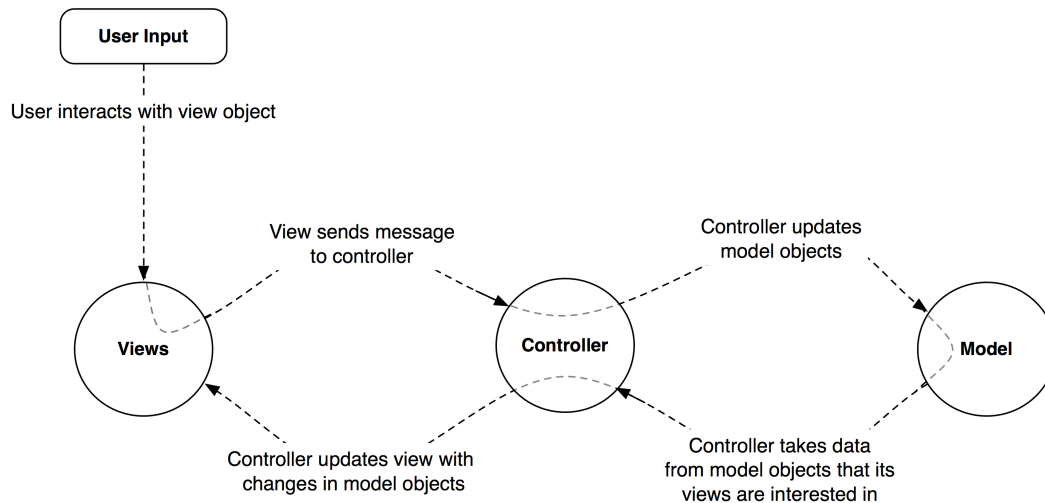 User Input
User interacts with view object
View sends message
to controller
Controller updates
model objects
Views
Controller
Model
Controller updates view with
changes in model objects
Controller takes data
from model objects that its
views are interested in